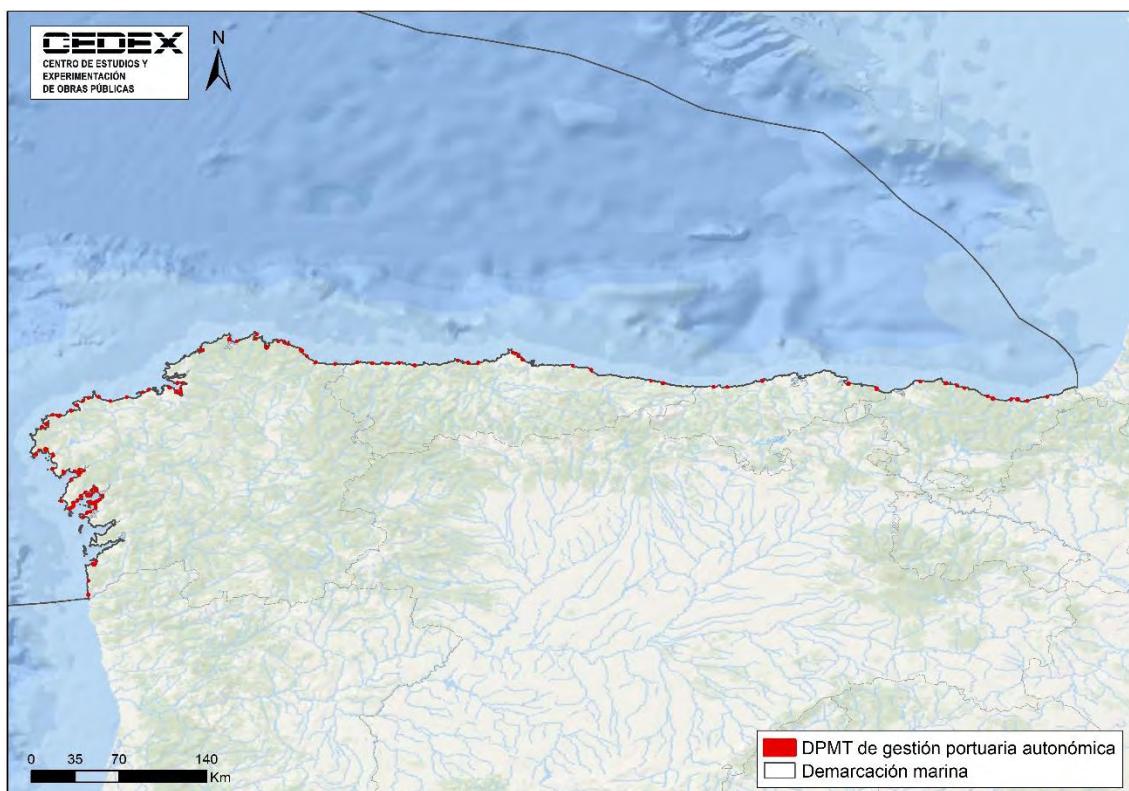 CEDEX
CENTRO DE ESTUDIOS Y
EXPERIMENTACIÓN
DE OBRAS PÚBLICAS
N
DPMT de gestión portuaria autonómica
Demarcación marina
0 35 70 140
Km